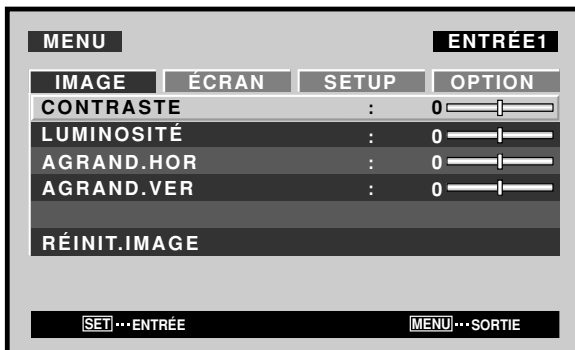 MENU ENTRÉE1
IMAGE ÉCRAN SETUP OPTION
CONTRASTE : 0
LUMINOSITÉ : 0
AGRAND.HOR : 0
AGRAND.VER : 0
RÉINIT.IMAGE
SET···ENTRÉE MENU···SORTIE